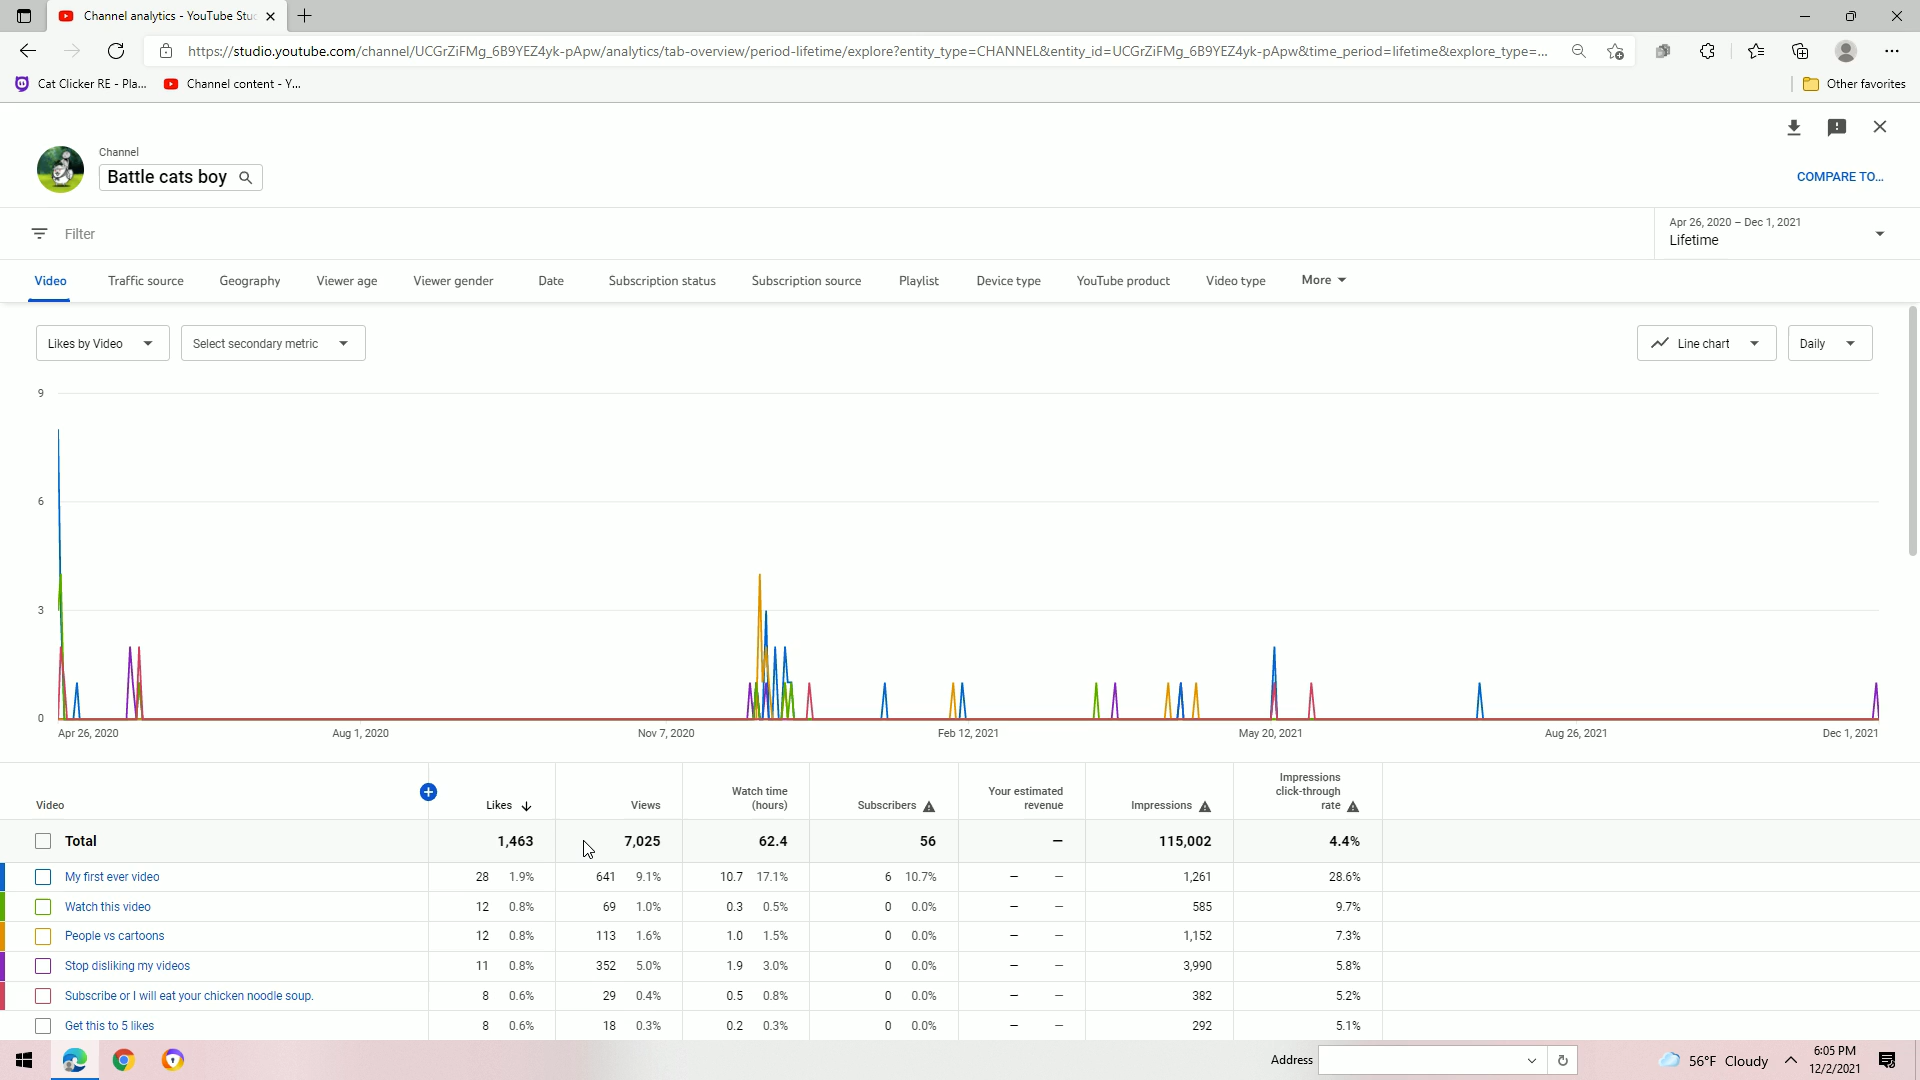 Channel analytics - YouTube Stu
https://studio.youtube.com/channel/UCGrZiFMg_6B9YEZ4yk-pApw/analytics/tab-overview/period-lifetime/explore?entity_type=CHANNEL&entity_id=UCGrZiFMg_6B9YEZ4yk-pApw&time_period=lifetime&explore_type=...
Cat Clicker RE - Pla... Channel content - Y... Other favorites
Channel
Battle cats boy
COMPARE TO...
Filter
Apr 26, 2020 – Dec 1, 2021
Lifetime
Video Traffic source Geography Viewer age Viewer gender Date Subscription status Subscription source Playlist Device type YouTube product Video type More
Likes by Video Select secondary metric Line chart Daily
9
6
3
0
Apr 26, 2020 Aug 1, 2020 Nov 7, 2020 Feb 12, 2021 May 20, 2021 Aug 26, 2021 Dec 1, 2021
Video Likes Views Watch time (hours) Subscribers Your estimated revenue Impressions Impressions click-through rate
Total 1,463 7,025 62.4 56 — 115,002 4.4%
My first ever video 28 1.9% 641 9.1% 10.7 17.1% 6 10.7% — — 1,261 28.6%
Watch this video 12 0.8% 69 1.0% 0.3 0.5% 0 0.0% — — 585 9.7%
People vs cartoons 12 0.8% 113 1.6% 1.0 1.5% 0 0.0% — — 1,152 7.3%
Stop disliking my videos 11 0.8% 352 5.0% 1.9 3.0% 0 0.0% — — 3,990 5.8%
Subscribe or I will eat your chicken noodle soup. 8 0.6% 29 0.4% 0.5 0.8% 0 0.0% — — 382 5.2%
Get this to 5 likes 8 0.6% 18 0.3% 0.2 0.3% 0 0.0% — — 292 5.1%
Address
56°F Cloudy
6:05 PM
12/2/2021